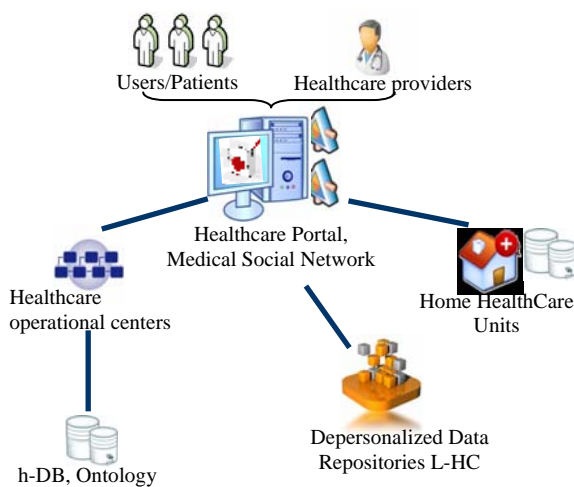 Users/Patients
Healthcare providers
Healthcare Portal,
Medical Social Network
Healthcare
operational centers
Home HealthCare
Units
h-DB, Ontology
Depersonalized Data
Repositories L-HC